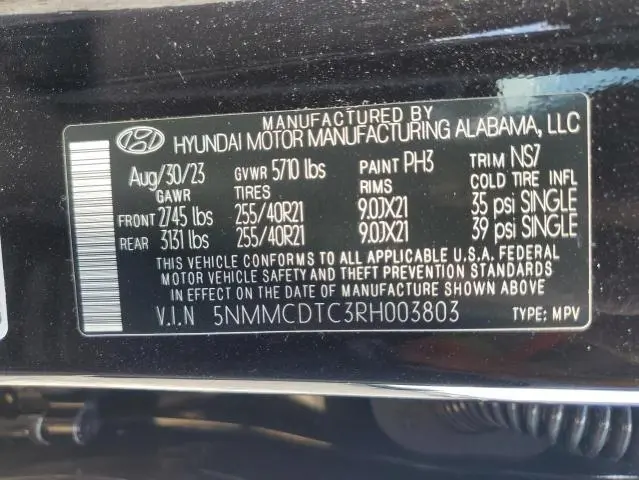 MANUFACTURED BY
HYUNDAI MOTOR MANUFACTURING ALABAMA, LLC
Aug/30/23 GVWR 5710 lbs PAINT PH3 TRIM NS7
GAWR TIRES RIMS COLD TIRE INFL
FRONT 2745 lbs 255/40R21 9.0JX21 35 psi SINGLE
REAR 3131 lbs 255/40R21 9.0JX21 39 psi SINGLE
THIS VEHICLE CONFORMS TO ALL APPLICABLE U.S.A. FEDERAL
MOTOR VEHICLE SAFETY AND THEFT PREVENTION STANDARDS
IN EFFECT ON THE DATE OF MANUFACTURE SHOWN ABOVE.
V.I.N 5NMMCDTC3RH003803 TYPE: MPV